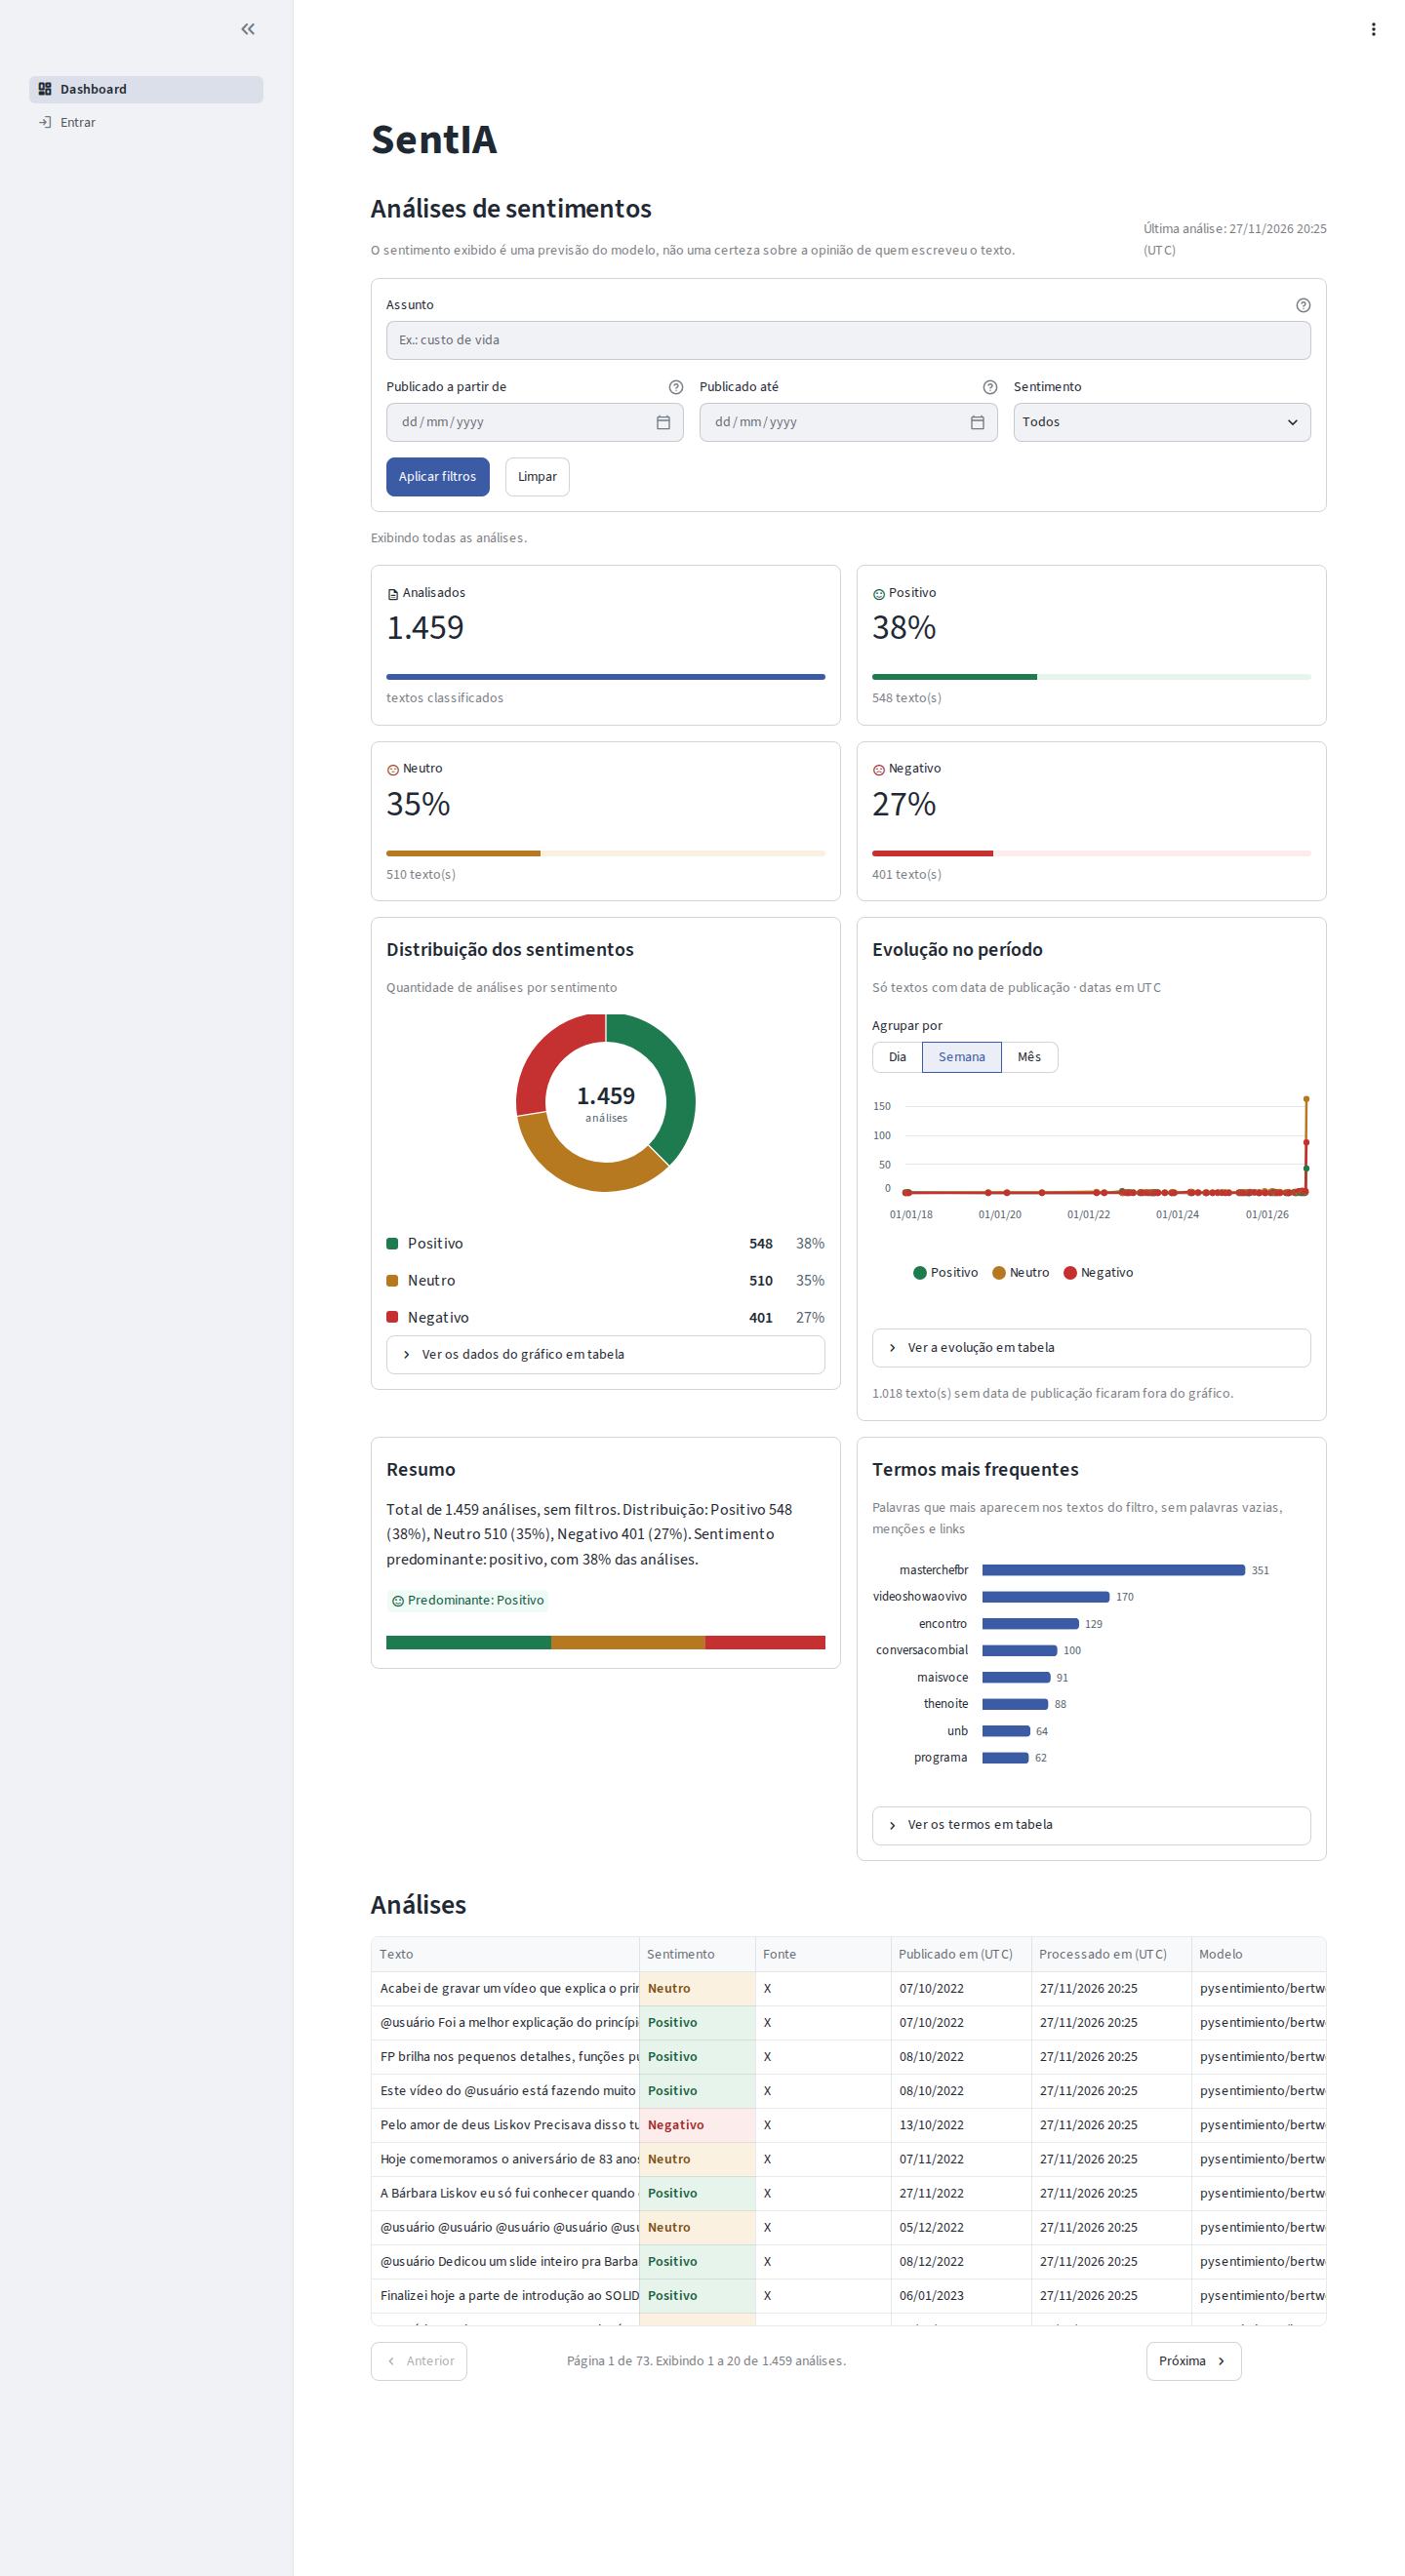 Dashboard
Entrar
SentIA
Análises de sentimentos
O sentimento exibido é uma previsão do modelo, não uma certeza sobre a opinião de quem escreveu o texto.
Última análise: 27/11/2026 20:25
(UTC)
Assunto
Ex.: custo de vida
Publicado a partir de
Publicado até
Sentimento
dd/mm/yyyy
dd/mm/yyyy
Todos
Aplicar filtros
Limpar
Exibindo todas as análises.
Analisados
1.459
textos classificados
Positivo
38%
548 texto(s)
Neutro
35%
510 texto(s)
Negativo
27%
401 texto(s)
Distribuição dos sentimentos
Quantidade de análises por sentimento
1.459
análises
Positivo 548 38%
Neutro 510 35%
Negativo 401 27%
Ver os dados do gráfico em tabela
Evolução no período
Só textos com data de publicação · datas em UTC
Agrupar por
Dia Semana Mês
150
100
50
0
01/01/18 01/01/20 01/01/22 01/01/24 01/01/26
Positivo Neutro Negativo
Ver a evolução em tabela
1.018 texto(s) sem data de publicação ficaram fora do gráfico.
Resumo
Total de 1.459 análises, sem filtros. Distribuição: Positivo 548
(38%), Neutro 510 (35%), Negativo 401 (27%). Sentimento
predominante: positivo, com 38% das análises.
Predominante: Positivo
Termos mais frequentes
Palavras que mais aparecem nos textos do filtro, sem palavras vazias,
menções e links
masterchefbr 351
videoshowaovivo 170
encontro 129
conversacombial 100
maisvoce 91
thenoite 88
unb 64
programa 62
Ver os termos em tabela
Análises
Texto Sentimento Fonte Publicado em (UTC) Processado em (UTC) Modelo
Acabei de gravar um vídeo que explica o prin Neutro X 07/10/2022 27/11/2026 20:25 pysentimiento/bertw
@usuário Foi a melhor explicação do princípi Positivo X 07/10/2022 27/11/2026 20:25 pysentimiento/bertw
FP brilha nos pequenos detalhes, funções pu Positivo X 08/10/2022 27/11/2026 20:25 pysentimiento/bertw
Este vídeo do @usuário está fazendo muito Positivo X 08/10/2022 27/11/2026 20:25 pysentimiento/bertw
Pelo amor de deus Liskov Precisava disso tu Negativo X 13/10/2022 27/11/2026 20:25 pysentimiento/bertw
Hoje comemoramos o aniversário de 83 anos Neutro X 07/11/2022 27/11/2026 20:25 pysentimiento/bertw
A Bárbara Liskov eu só fui conhecer quando Positivo X 27/11/2022 27/11/2026 20:25 pysentimiento/bertw
@usuário @usuário @usuário @usuário @usu Neutro X 05/12/2022 27/11/2026 20:25 pysentimiento/bertw
@usuário Dedicou um slide inteiro pra Barba Positivo X 08/12/2022 27/11/2026 20:25 pysentimiento/bertw
Finalizei hoje a parte de introdução ao SOLID Positivo X 06/01/2023 27/11/2026 20:25 pysentimiento/bertw
Anterior
Página 1 de 73. Exibindo 1 a 20 de 1.459 análises.
Próxima